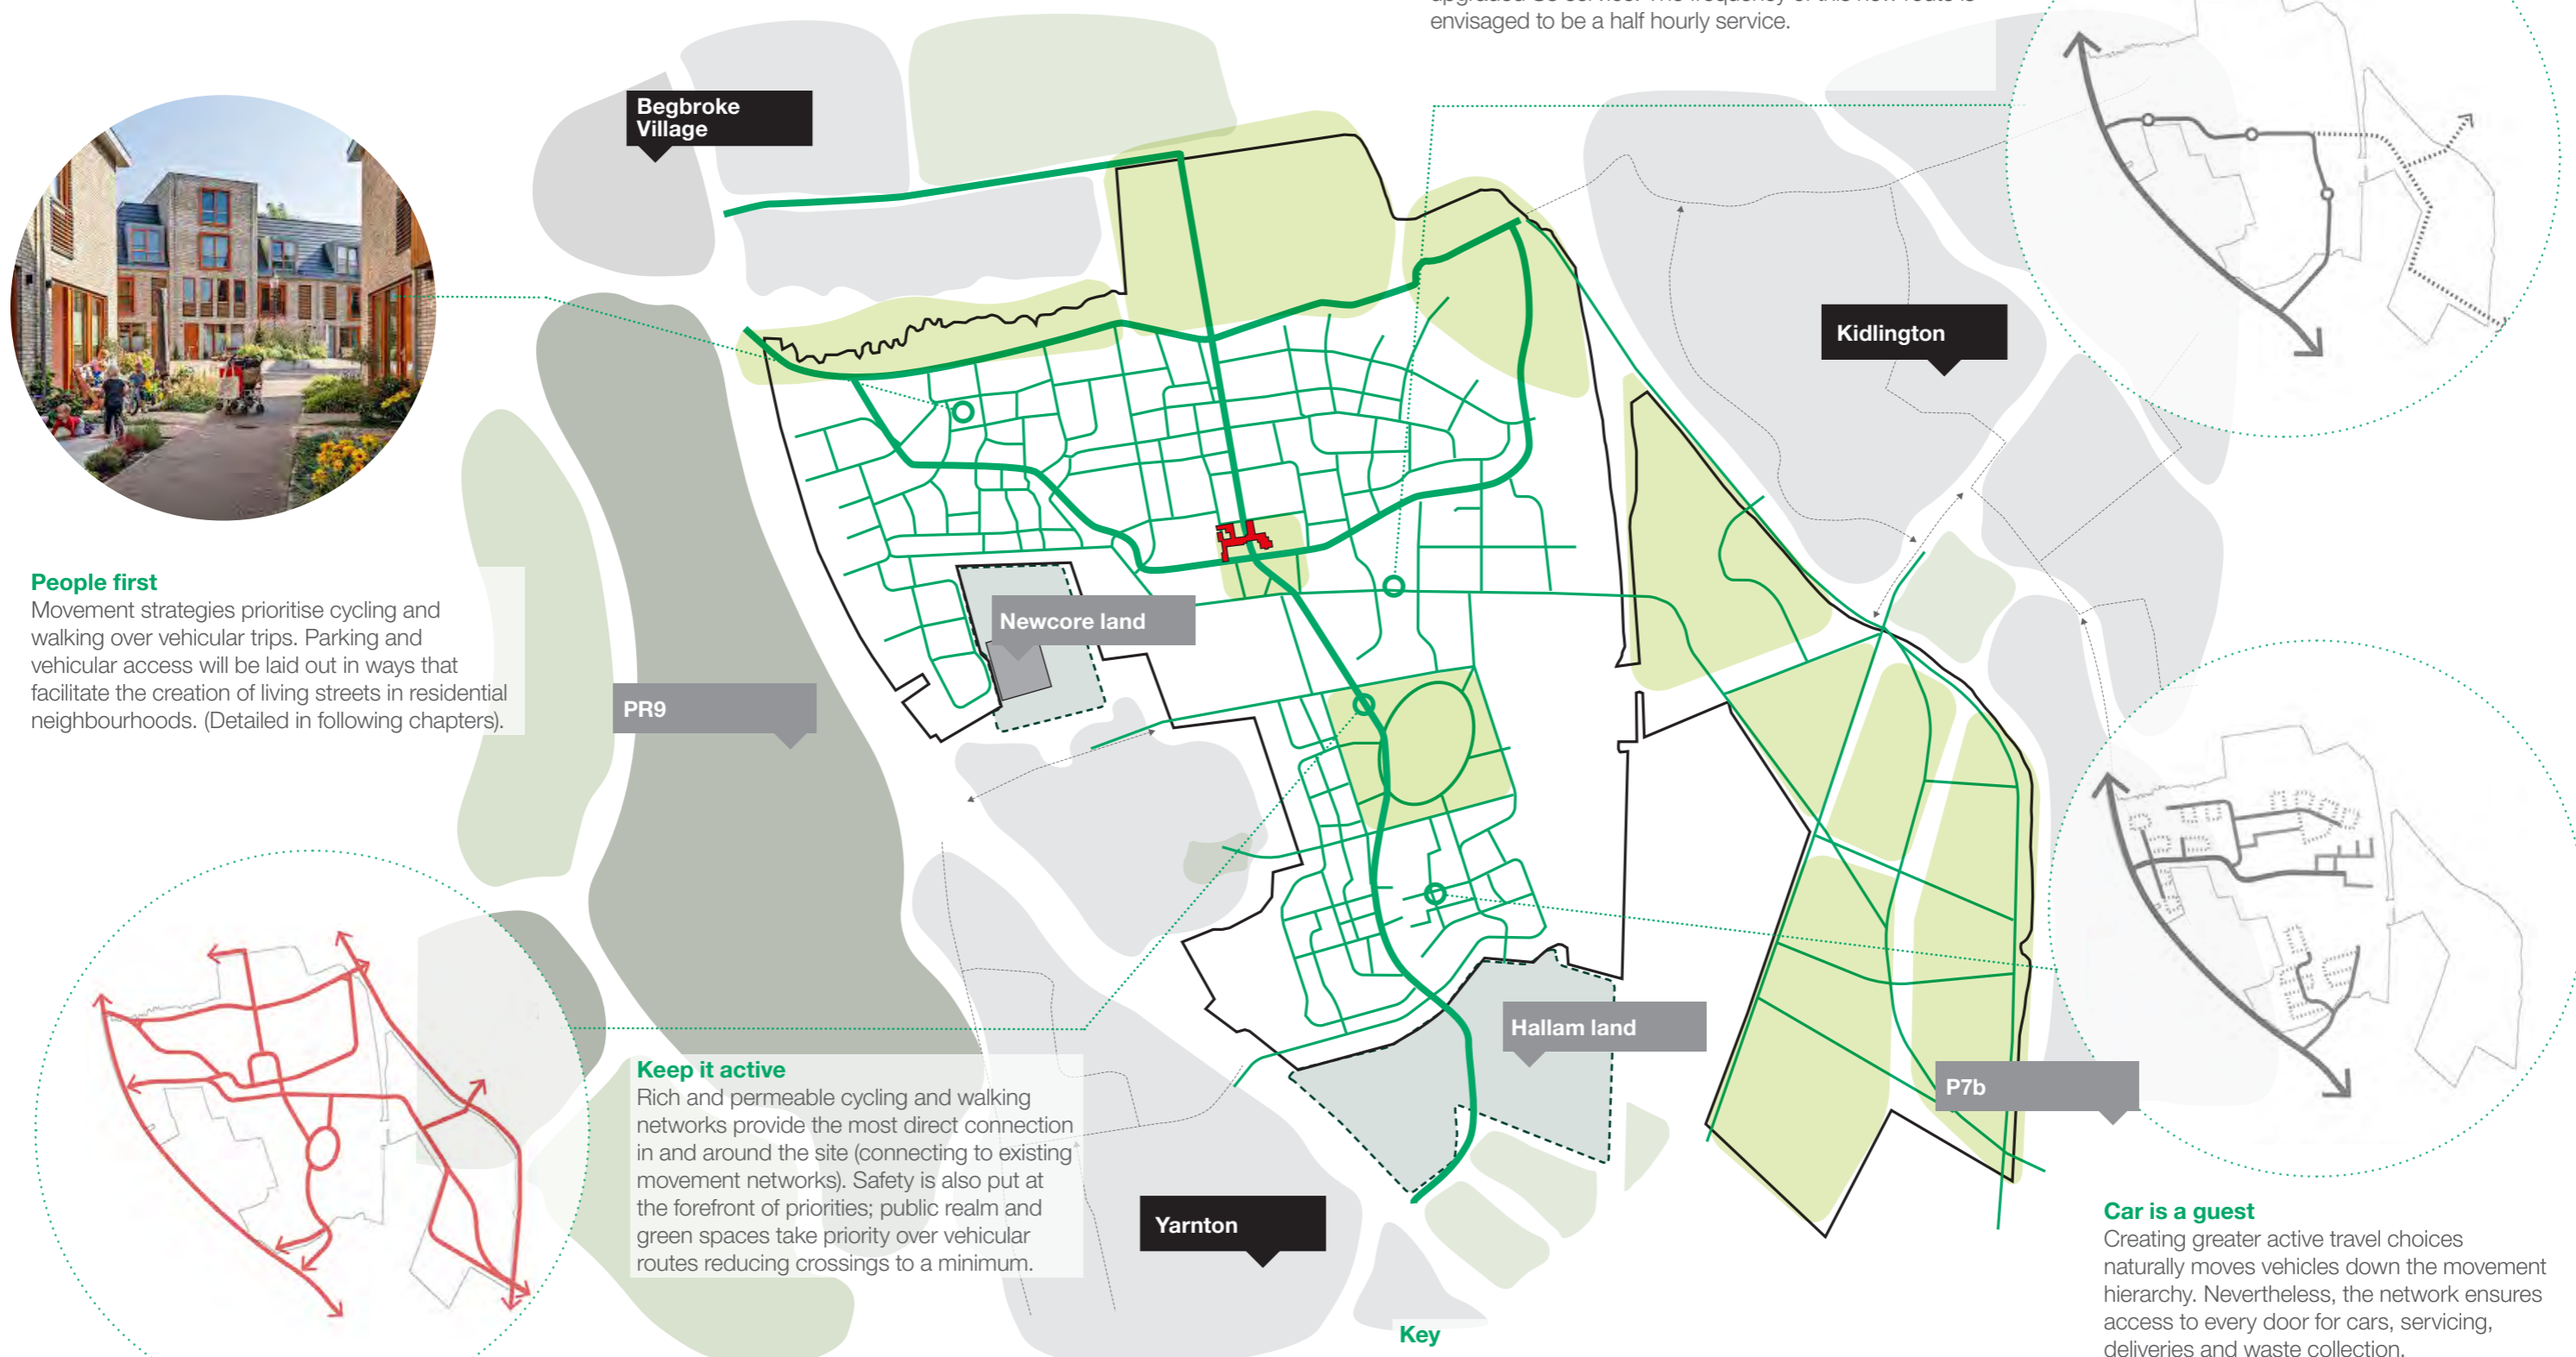 envisaged to be a half hourly service.
Begbroke
Village
Kidlington
People first
Movement strategies prioritise cycling and
walking over vehicular trips. Parking and
vehicular access will be laid out in ways that
facilitate the creation of living streets in residential
neighbourhoods. (Detailed in following chapters).
Newcore land
PR9
Hallam land
Keep it active
Rich and permeable cycling and walking
networks provide the most direct connection
in and around the site (connecting to existing
movement networks). Safety is also put at
the forefront of priorities; public realm and
green spaces take priority over vehicular
routes reducing crossings to a minimum.
P7b
Yarnton
Car is a guest
Creating greater active travel choices
naturally moves vehicles down the movement
hierarchy. Nevertheless, the network ensures
access to every door for cars, servicing,
deliveries and waste collection.
Key